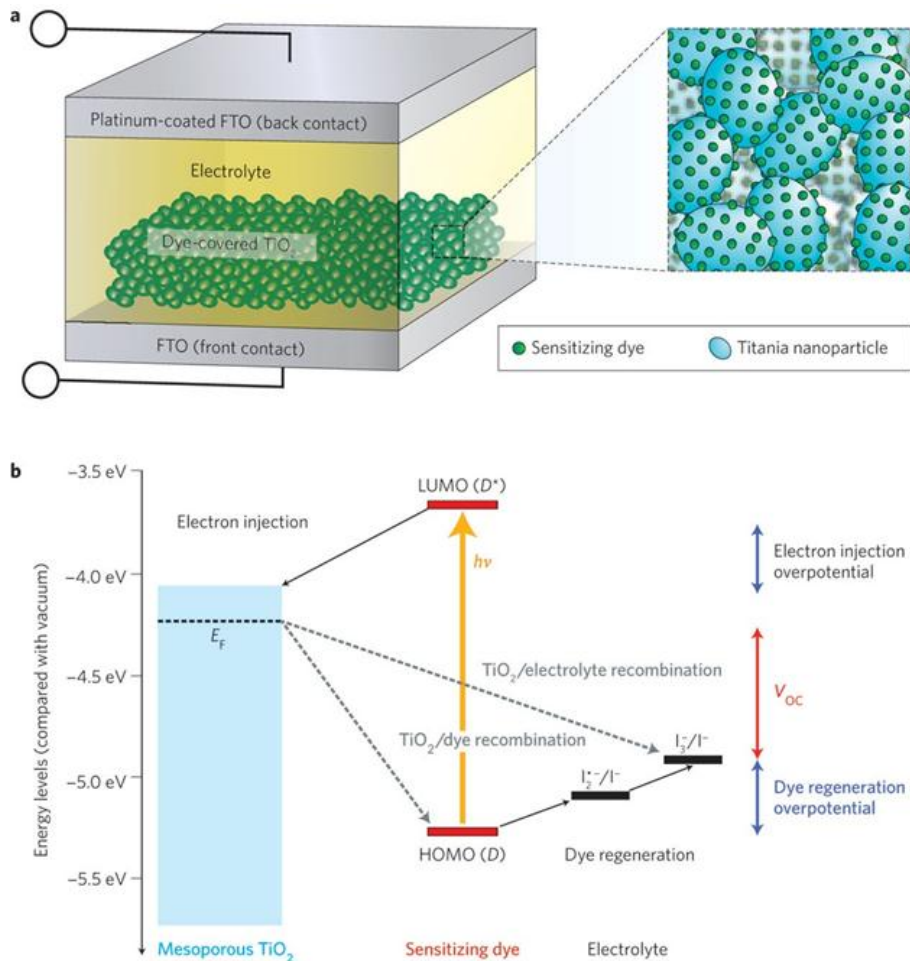 a
Platinum-coated FTO (back contact)
Electrolyte
Dye-covered TiO
FTO (front contact)
Sensitizing dye
Titania nanoparticle
b
Energy levels (compared with vacuum)
−3.5 eV
−4.0 eV
−4.5 eV
−5.0 eV
−5.5 eV
Electron injection
E_F
Mesoporous TiO₂
LUMO (D*)
hν
TiO₂/electrolyte recombination
TiO₂/dye recombination
HOMO (D)
Sensitizing dye
I₂•⁻/I⁻
I₃⁻/I⁻
Dye regeneration
Electrolyte
Electron injection
overpotential
V_OC
Dye regeneration
overpotential